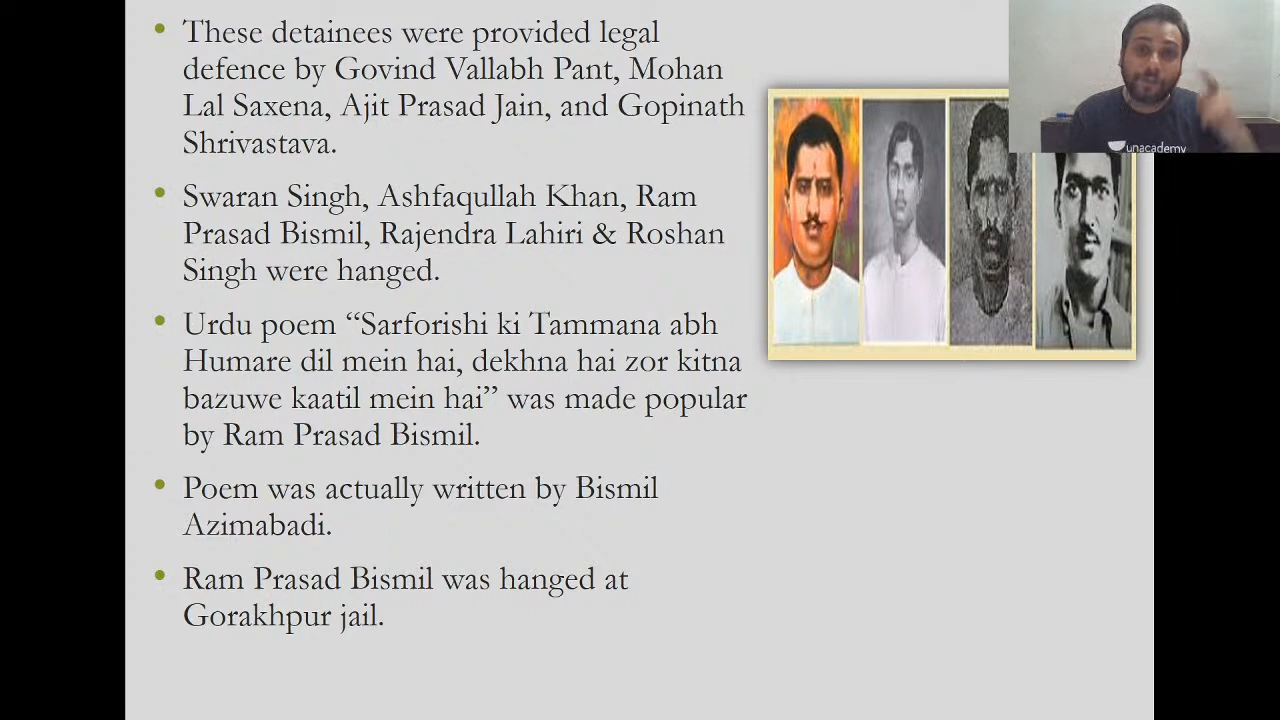 These detainees were provided legal
defence by Govind Vallabh Pant, Mohan
Lal Saxena, Ajit Prasad Jain, and Gopinath
Shrivastava.
Swaran Singh, Ashfaqullah Khan, Ram
Prasad Bismil, Rajendra Lahiri & Roshan
Singh were hanged.
Urdu poem “Sarforishi ki Tammana abh
Humare dil mein hai, dekhna hai zor kitna
bazuwe kaatil mein hai” was made popular
by Ram Prasad Bismil.
Poem was actually written by Bismil
Azimabadi.
Ram Prasad Bismil was hanged at
Gorakhpur jail.
unacademy